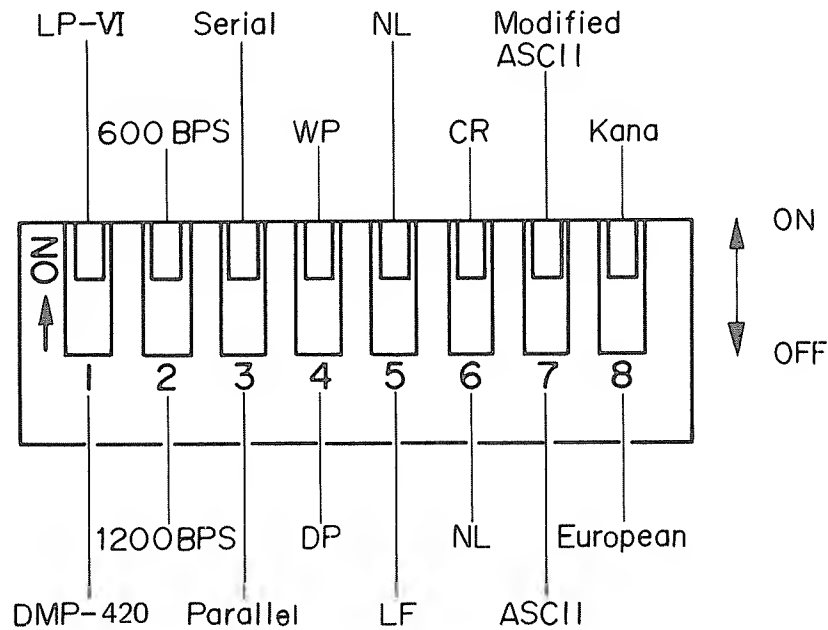 LP-VI Serial NL Modified
ASCII
600 BPS WP CR Kana
ON
ON
OFF
1 2 3 4 5 6 7 8
1200BPS DP NL European
DMP-420 Parallel LF ASCII